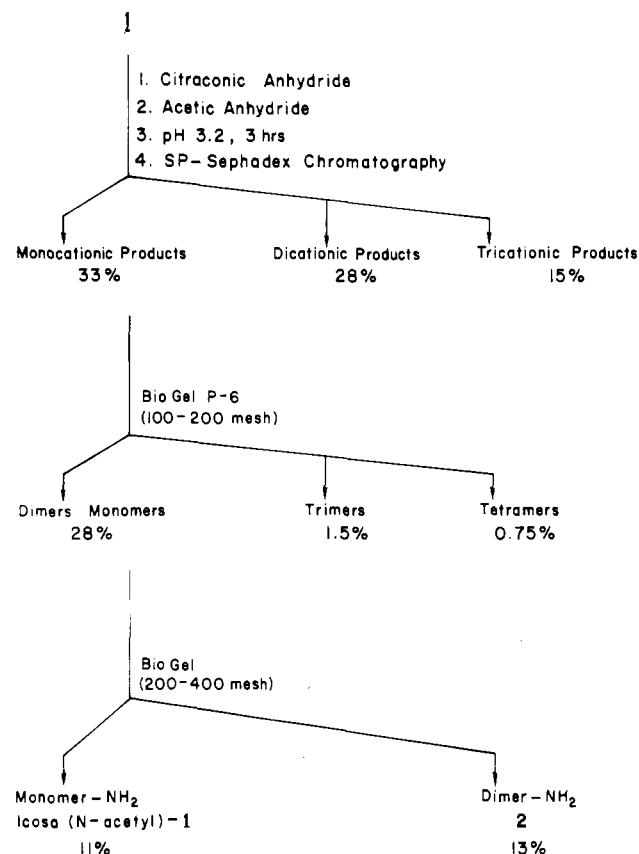 1
1. Citraconic Anhydride
2. Acetic Anhydride
3. pH 3.2, 3 hrs
4. SP-Sephadex Chromatography
Monocationic Products
33%
Dicationic Products
28%
Tricationic Products
15%
Bio Gel P-6
(100-200 mesh)
Dimers Monomers
28%
Trimers
1.5%
Tetramers
0.75%
Bio Gel
(200-400 mesh)
Monomer-NH₂
Icosa (N-acetyl)-1
11%
Dimer-NH₂
2
13%